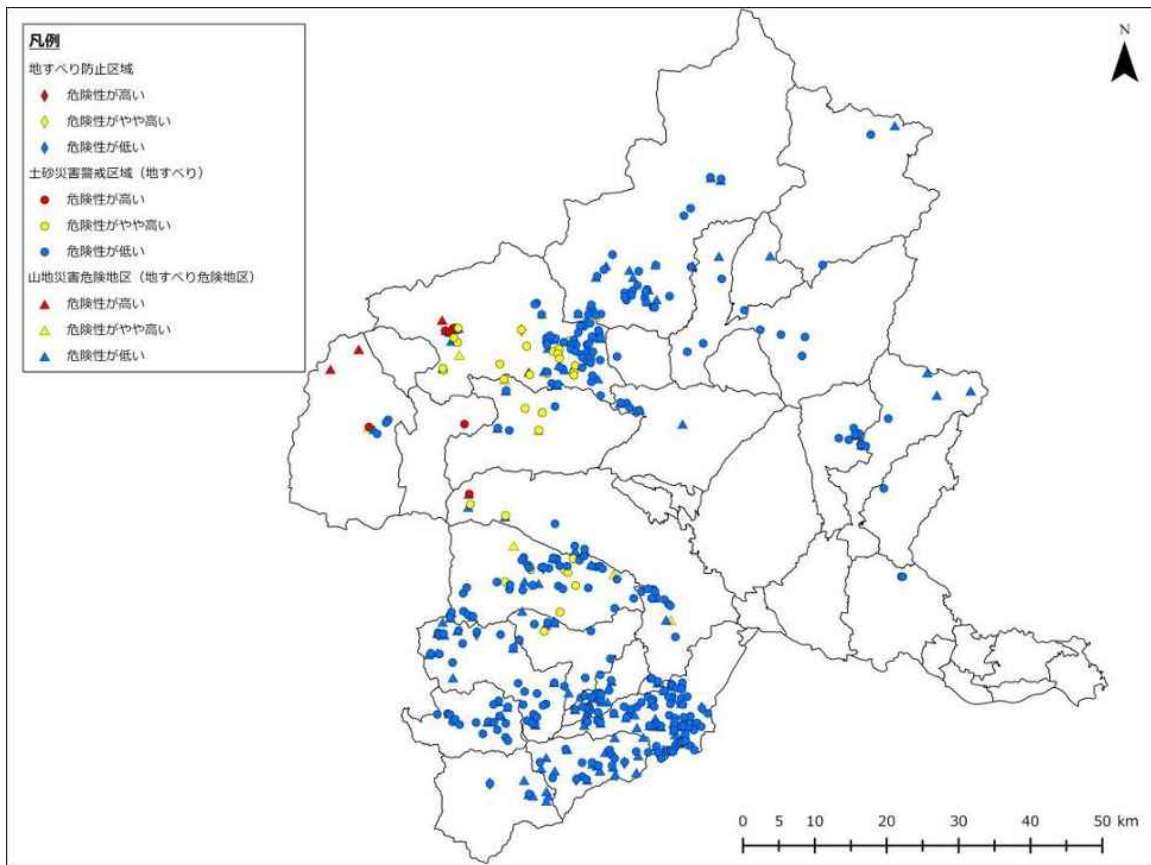 凡例
地すべり防止区域
危険性が高い
危険性がやや高い
危険性が低い
土砂災害警戒区域（地すべり）
危険性が高い
危険性がやや高い
危険性が低い
山地災害危険地区（地すべり危険地区）
危険性が高い
危険性がやや高い
危険性が低い
N
0 5 10 20 30 40 50 km